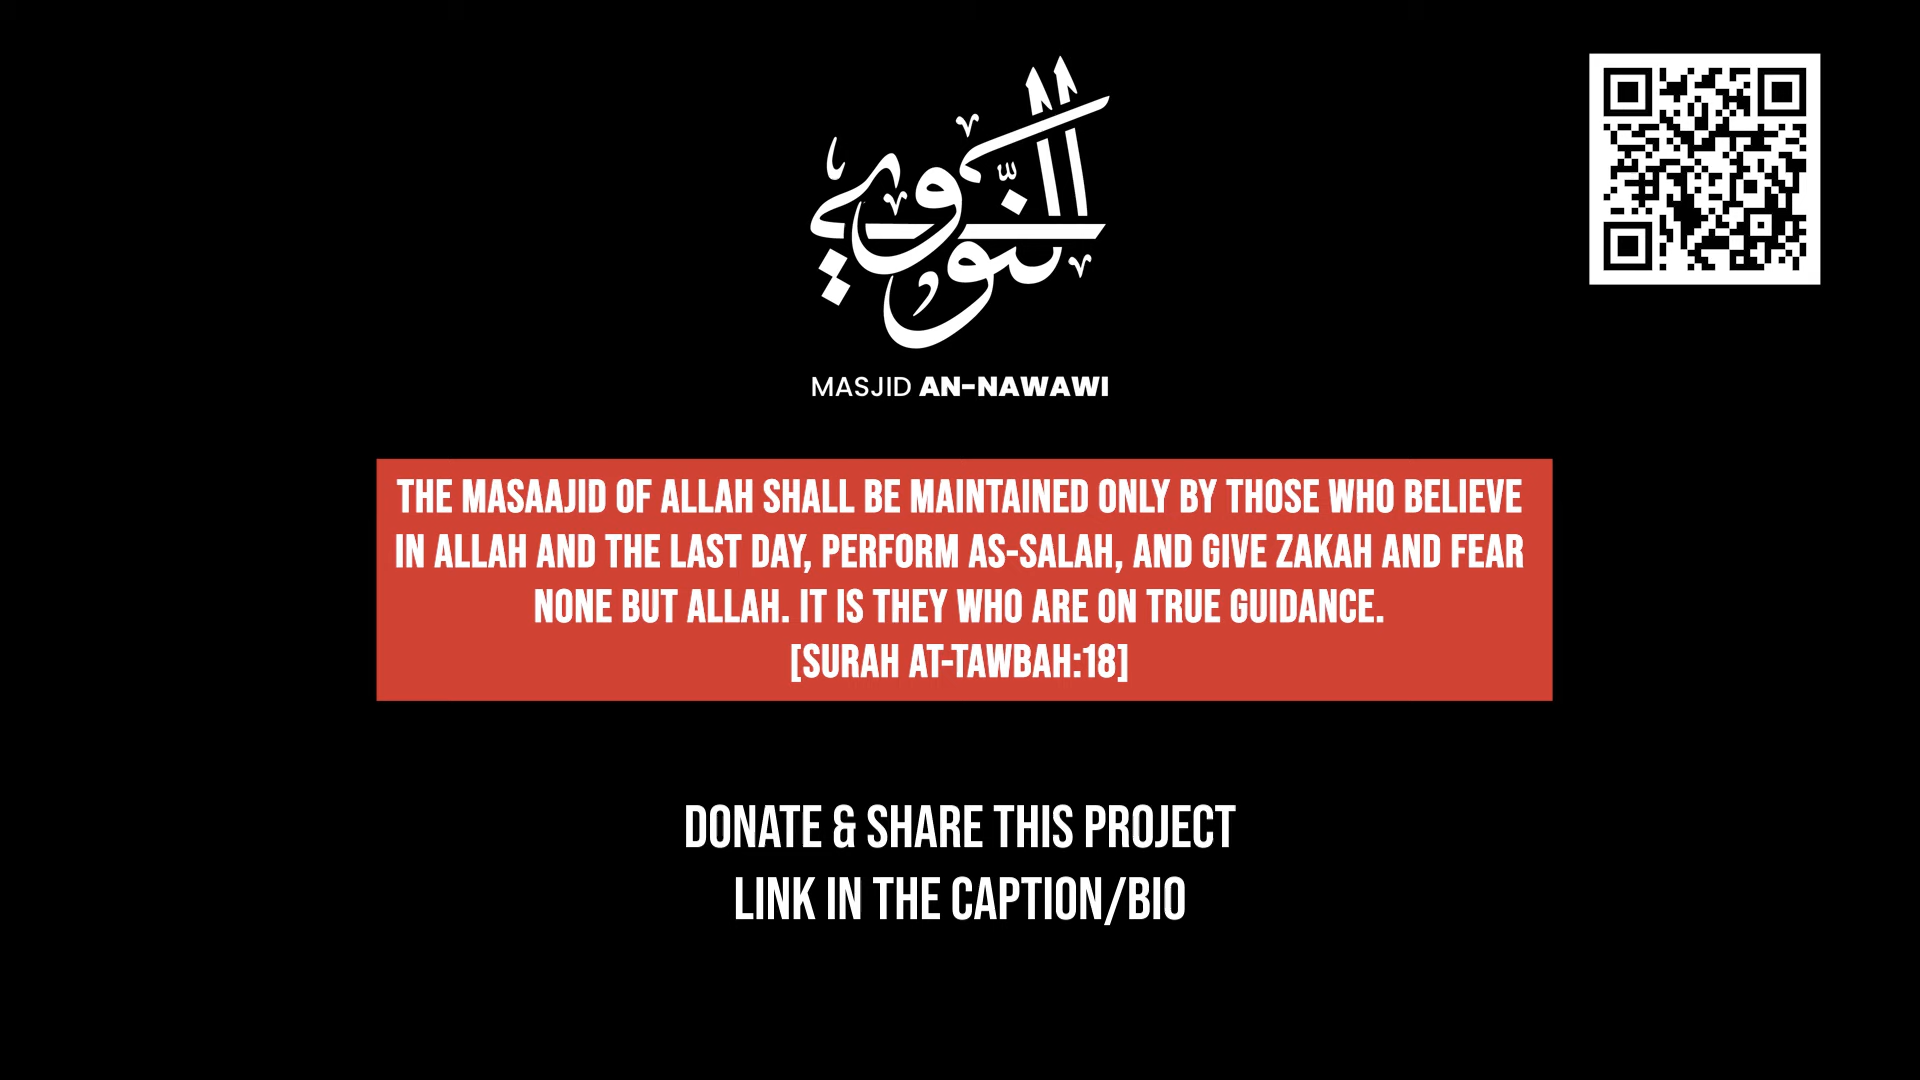 النووي
MASJID AN-NAWAWI
THE MASAAJID OF ALLAH SHALL BE MAINTAINED ONLY BY THOSE WHO BELIEVE
IN ALLAH AND THE LAST DAY, PERFORM AS-SALAH, AND GIVE ZAKAH AND FEAR
NONE BUT ALLAH. IT IS THEY WHO ARE ON TRUE GUIDANCE.
[SURAH AT-TAWBAH:18]
DONATE & SHARE THIS PROJECT
LINK IN THE CAPTION/BIO